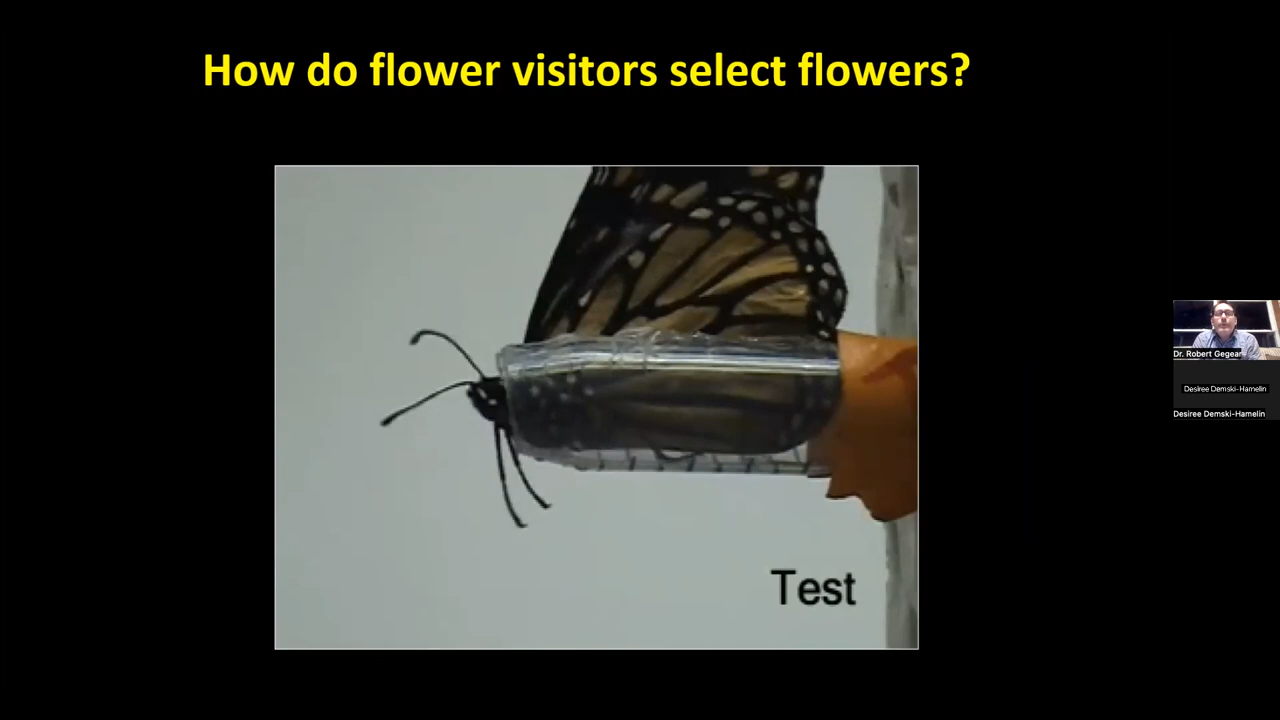 How do flower visitors select flowers?
Test
Dr. Robert Gegear
Desiree Demski-Hamelin
Desiree Demski-Hamelin